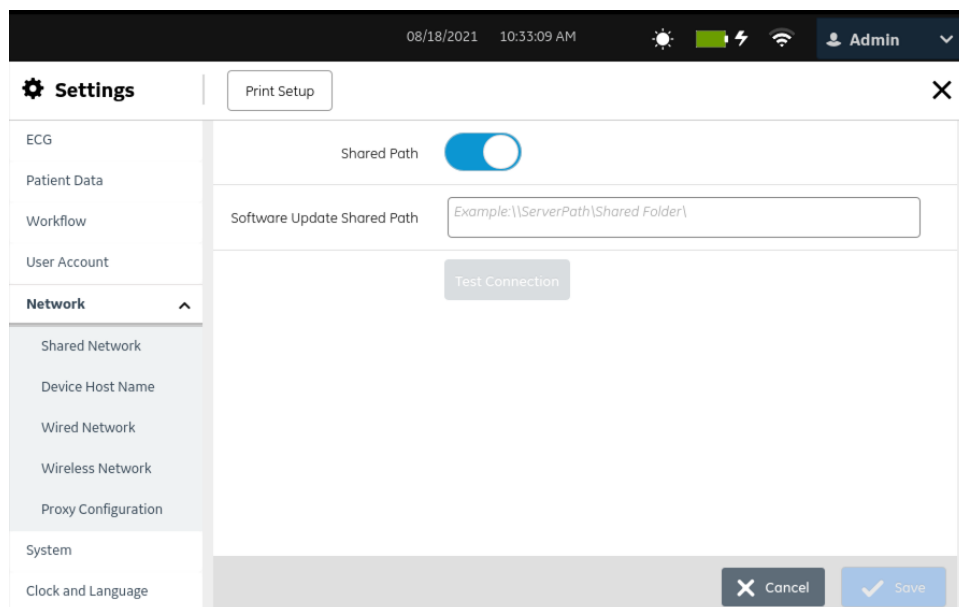 08/18/2021 10:33:09 AM Admin
Settings Print Setup
ECG
Patient Data
Workflow
User Account
Network
Shared Network
Device Host Name
Wired Network
Wireless Network
Proxy Configuration
System
Clock and Language
Shared Path
Software Update Shared Path Example:\\ServerPath\Shared Folder\
Test Connection
Cancel Save